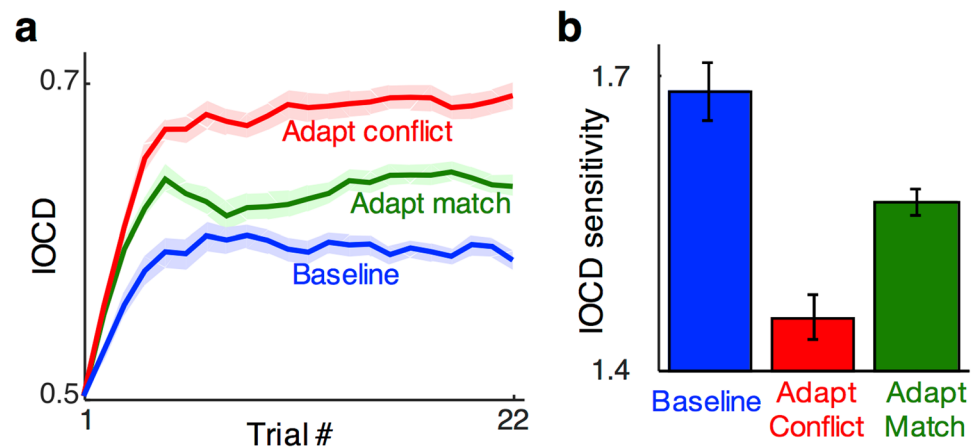 a
0.7
IOCD
0.5
1
22
Trial #
Adapt conflict
Adapt match
Baseline
b
1.7
IOCD sensitivity
1.4
Baseline
Adapt
Conflict
Adapt
Match